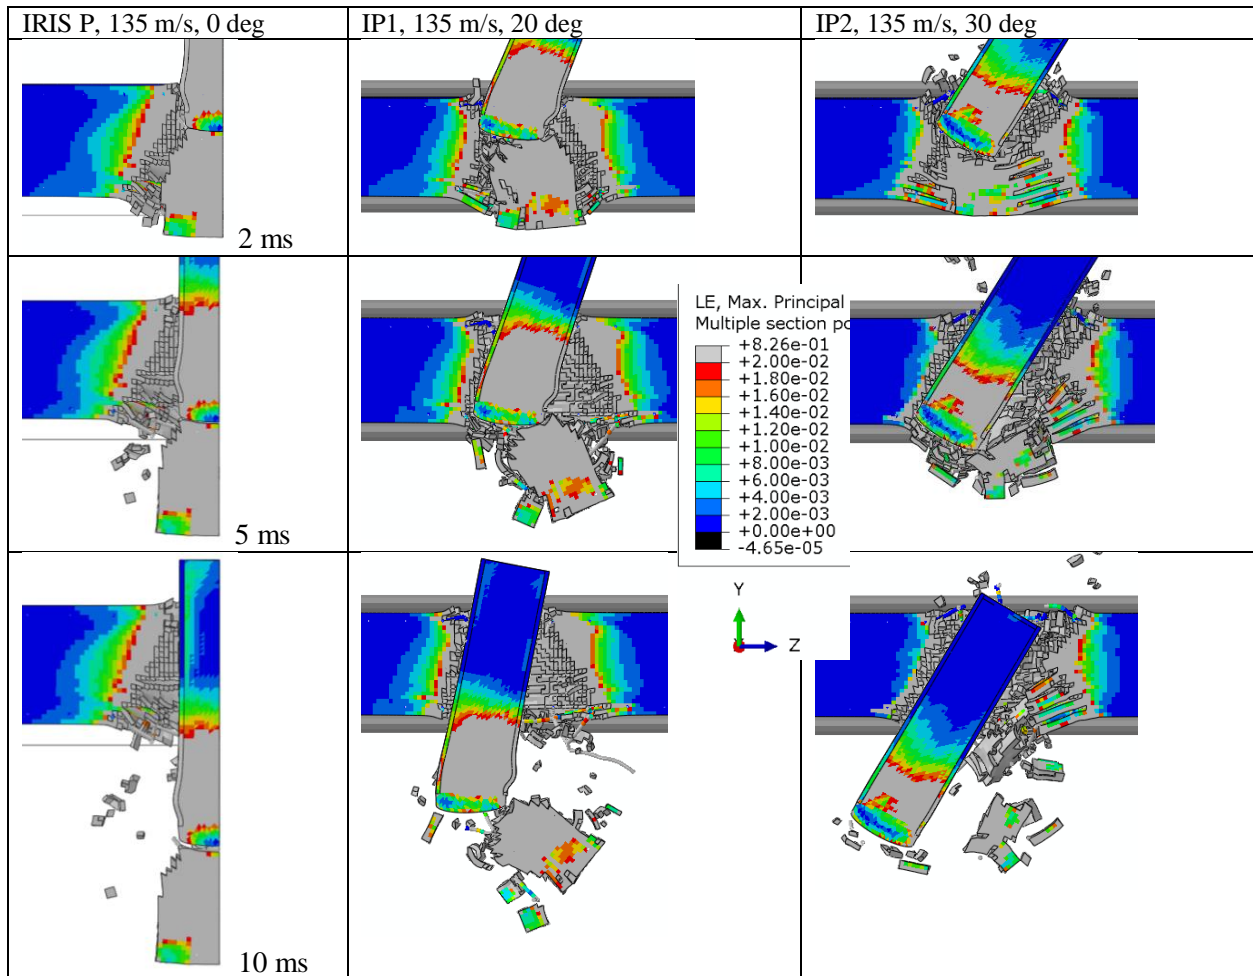 IRIS P, 135 m/s, 0 deg
IP1, 135 m/s, 20 deg
IP2, 135 m/s, 30 deg
2 ms
5 ms
LE, Max. Principal
Multiple section po
+8.26e-01
+2.00e-02
+1.80e-02
+1.60e-02
+1.40e-02
+1.20e-02
+1.00e-02
+8.00e-03
+6.00e-03
+4.00e-03
+2.00e-03
+0.00e+00
-4.65e-05
Y
Z
10 ms